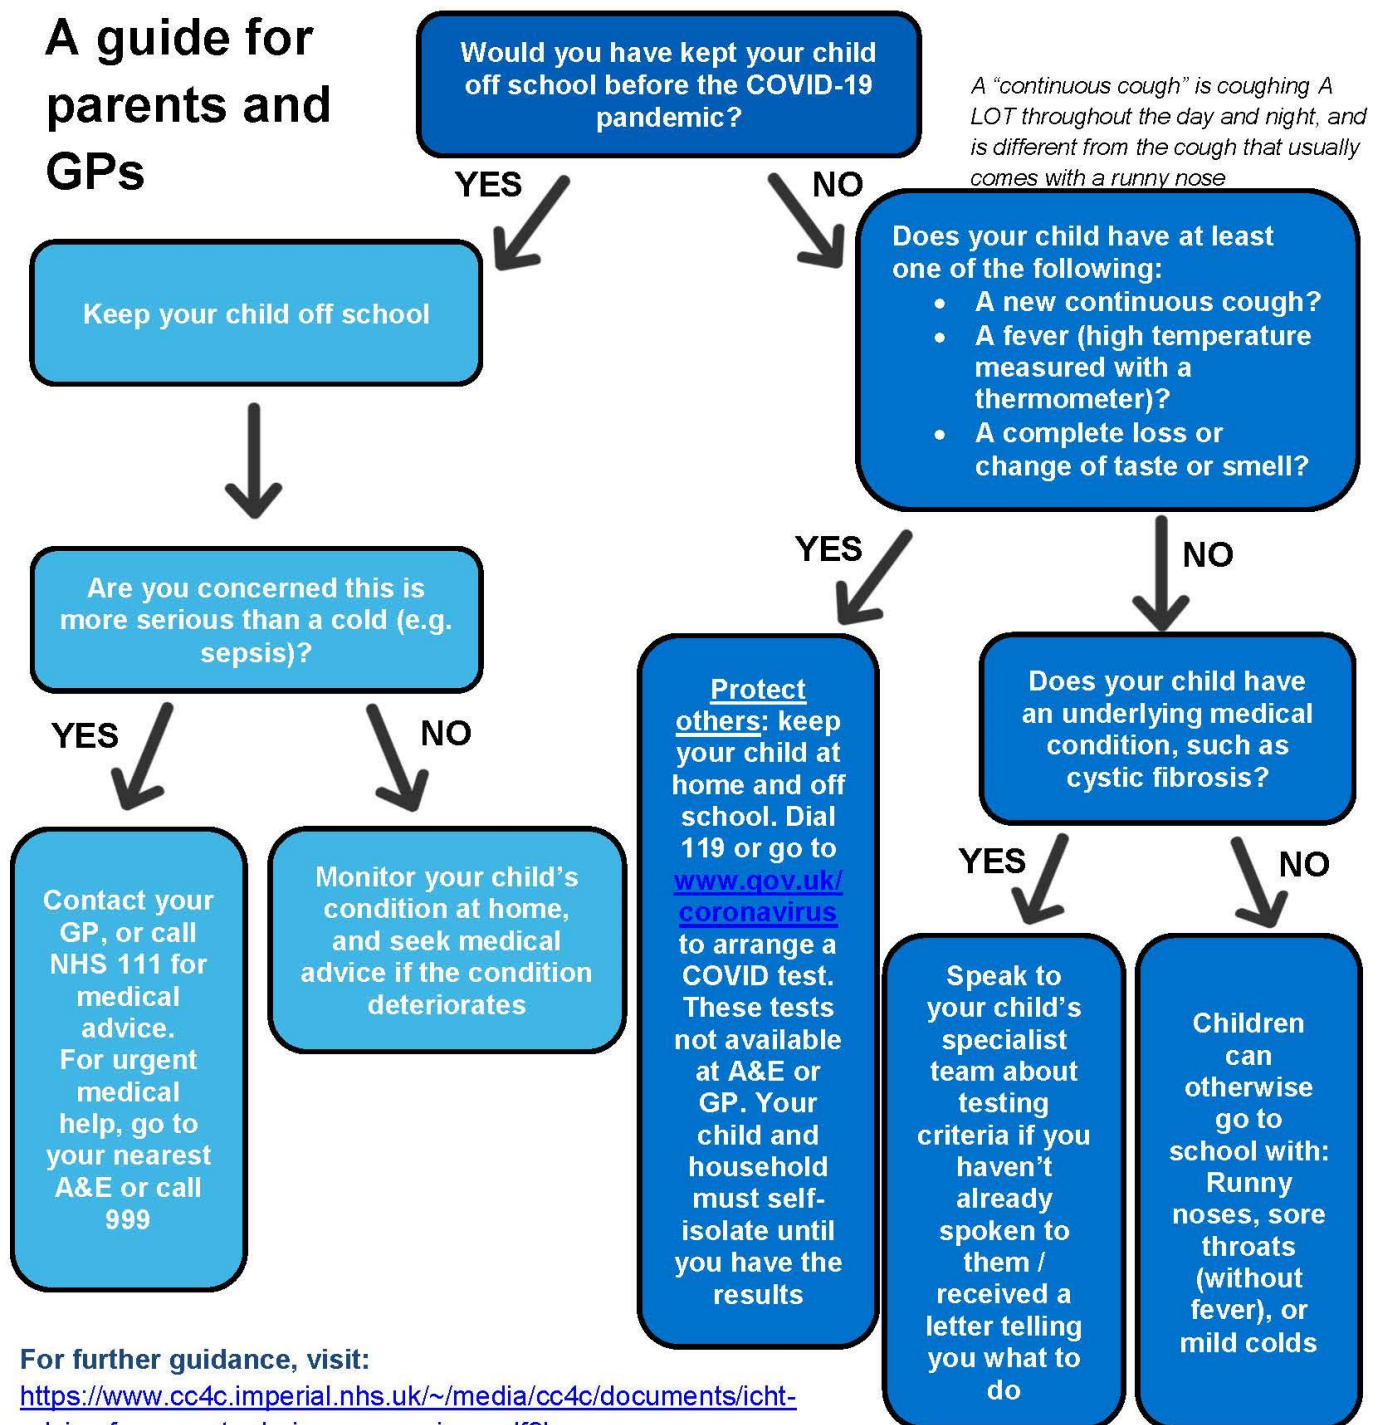 A guide for
parents and
GPs
Would you have kept your child
off school before the COVID-19
pandemic?
A “continuous cough” is coughing A
LOT throughout the day and night, and
is different from the cough that usually
comes with a runny nose
YES
NO
Keep your child off school
Does your child have at least
one of the following:
• A new continuous cough?
• A fever (high temperature
measured with a
thermometer)?
• A complete loss or
change of taste or smell?
Are you concerned this is
more serious than a cold (e.g.
sepsis)?
YES
NO
YES
NO
Contact your
GP, or call
NHS 111 for
medical
advice.
For urgent
medical
help, go to
your nearest
A&E or call
999
Monitor your child’s
condition at home,
and seek medical
advice if the condition
deteriorates
Protect
others: keep
your child at
home and off
school. Dial
119 or go to
www.gov.uk/
coronavirus
to arrange a
COVID test.
These tests
not available
at A&E or
GP. Your
child and
household
must self-
isolate until
you have the
results
Does your child have
an underlying medical
condition, such as
cystic fibrosis?
YES
NO
Speak to
your child’s
specialist
team about
testing
criteria if you
haven’t
already
spoken to
them /
received a
letter telling
you what to
do
Children
can
otherwise
go to
school with:
Runny
noses, sore
throats
(without
fever), or
mild colds
For further guidance, visit:
https://www.cc4c.imperial.nhs.uk/~/media/cc4c/documents/icht-